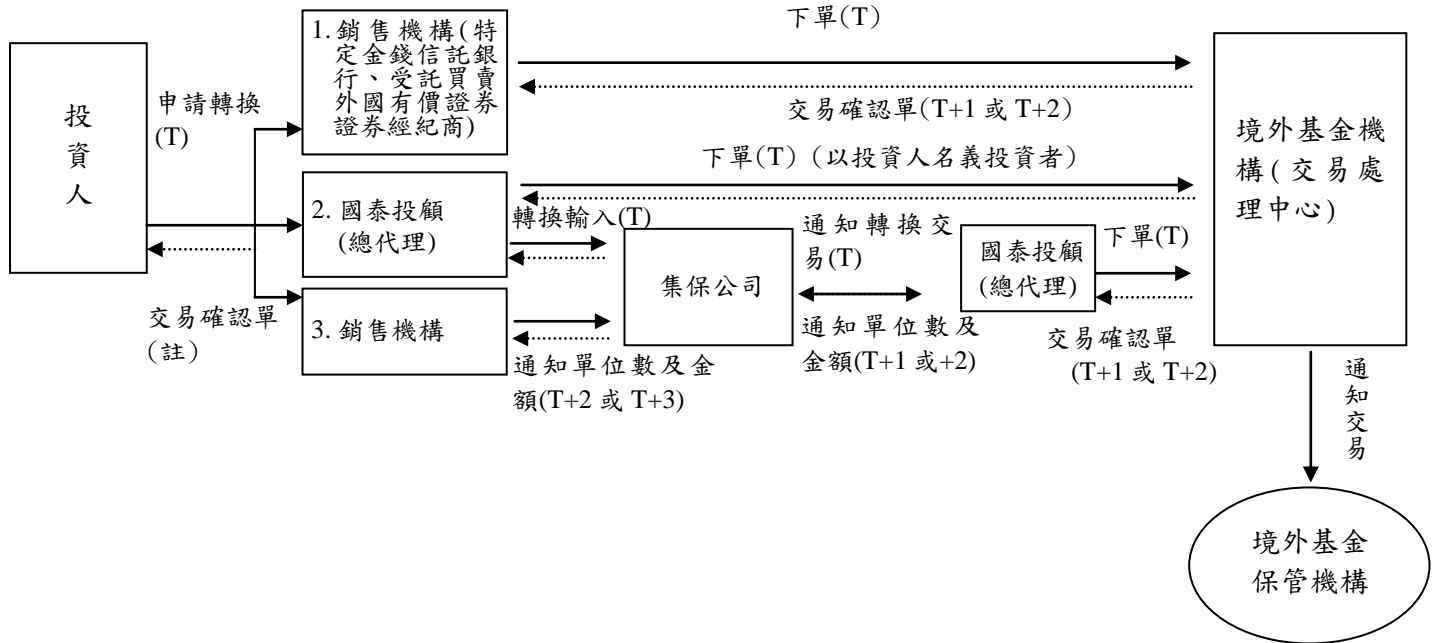 投
資
人
申請轉換
(T)
交易確認單
(註)
1. 銷售機構(特
定金錢信託銀
行、受託買賣
外國有價證券
證券經紀商)
2. 國泰投顧
(總代理)
3. 銷售機構
下單(T)
交易確認單(T+1 或 T+2)
下單(T) (以投資人名義投資者)
轉換輸入(T)
通知單位數及金
額(T+2 或 T+3)
集保公司
通知轉換交
易(T)
通知單位數及
金額(T+1 或+2)
國泰投顧
(總代理)
下單(T)
交易確認單
(T+1 或 T+2)
境外基金機
構(交易處
理中心)
通
知
交
易
境外基金
保管機構